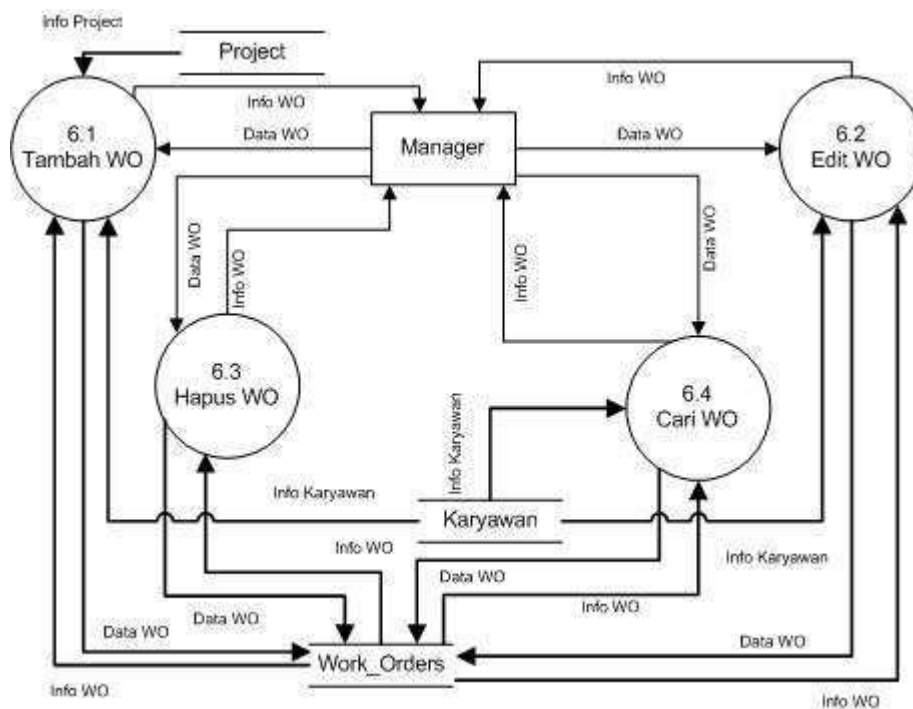 Info Project
Project
Info WO
Info WO
6.1
Tambah WO
Data WO
Manager
Data WO
6.2
Edit WO
Data WO
Info WO
Info WO
Data WO
6.3
Hapus WO
6.4
Cari WO
Info Karyawan
Info Karyawan
Karyawan
Info WO
Info Karyawan
Data WO
Data WO
Info WO
Data WO
Data WO
Work_Orders
Info WO
Info WO